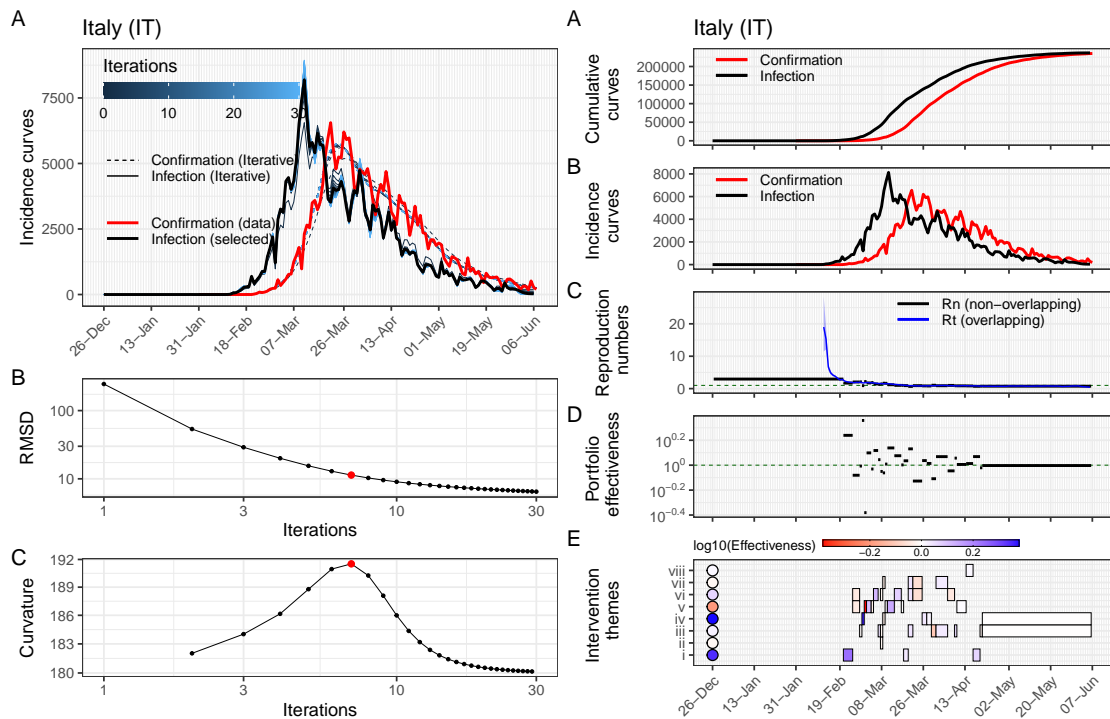 A
Italy (IT)
Iterations
0
10
20
30
7500
5000
2500
0
Incidence curves
Confirmation (Iterative)
Infection (Iterative)
Confirmation (data)
Infection (selected)
26−Dec
13−Jan
31−Jan
18−Feb
07−Mar
26−Mar
13−Apr
01−May
19−May
06−Jun
B
RMSD
100
30
10
1
3
10
30
Iterations
C
Curvature
192
189
186
183
180
1
3
10
30
Iterations
A
Italy (IT)
Cumulative
curves
200000
150000
100000
50000
0
Confirmation
Infection
B
Incidence
curves
8000
6000
4000
2000
0
Confirmation
Infection
C
Reproduction
numbers
20
10
0
Rn (non−overlapping)
Rt (overlapping)
D
Portfolio
effectiveness
10^0.2
10^0
10^−0.2
10^−0.4
E
log10(Effectiveness)
−0.2
0.0
0.2
Intervention
themes
viii
vii
vi
v
iv
iii
ii
i
26−Dec
13−Jan
31−Jan
19−Feb
08−Mar
26−Mar
13−Apr
02−May
20−May
07−Jun